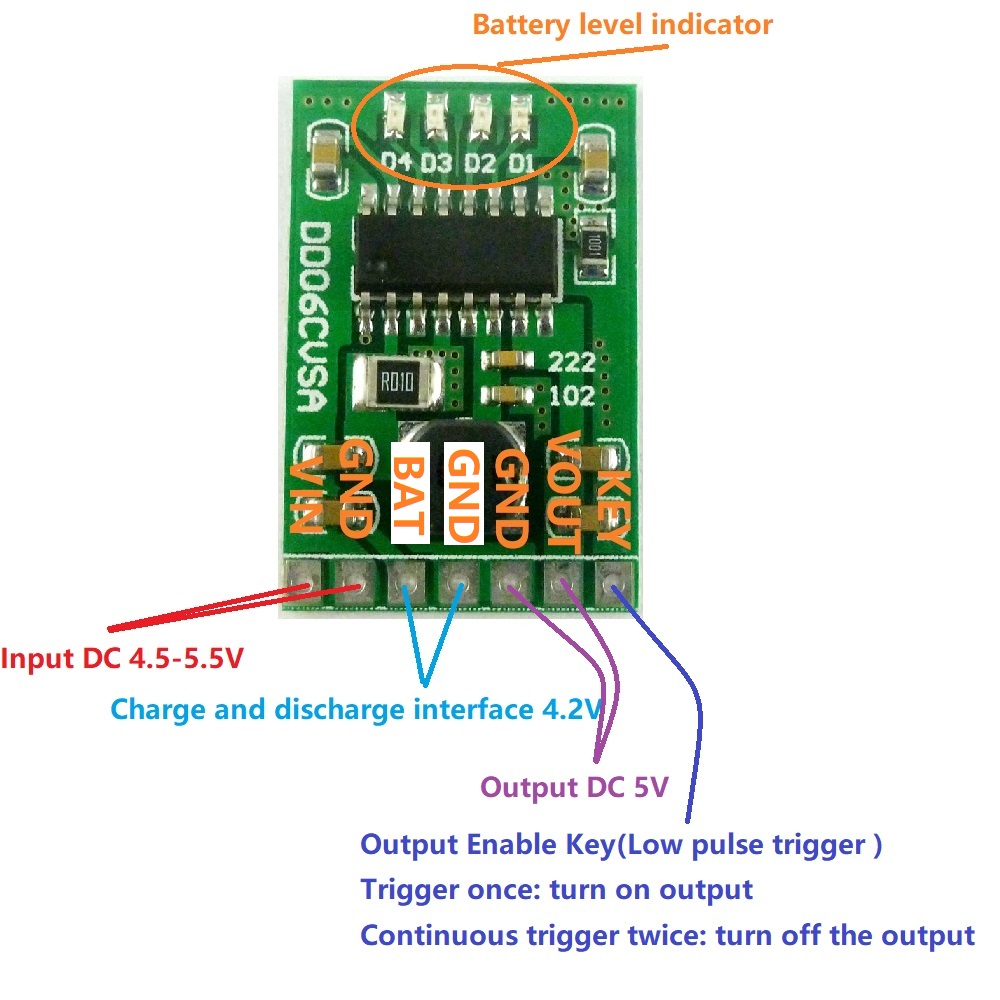 Battery level indicator
D4 D3 D2 D1
1001
DD06CVSA
R010
222
102
VIN
GND
BAT
GND
GND
VOUT
KEY
Input DC 4.5-5.5V
Charge and discharge interface 4.2V
Output DC 5V
Output Enable Key(Low pulse trigger )
Trigger once: turn on output
Continuous trigger twice: turn off the output